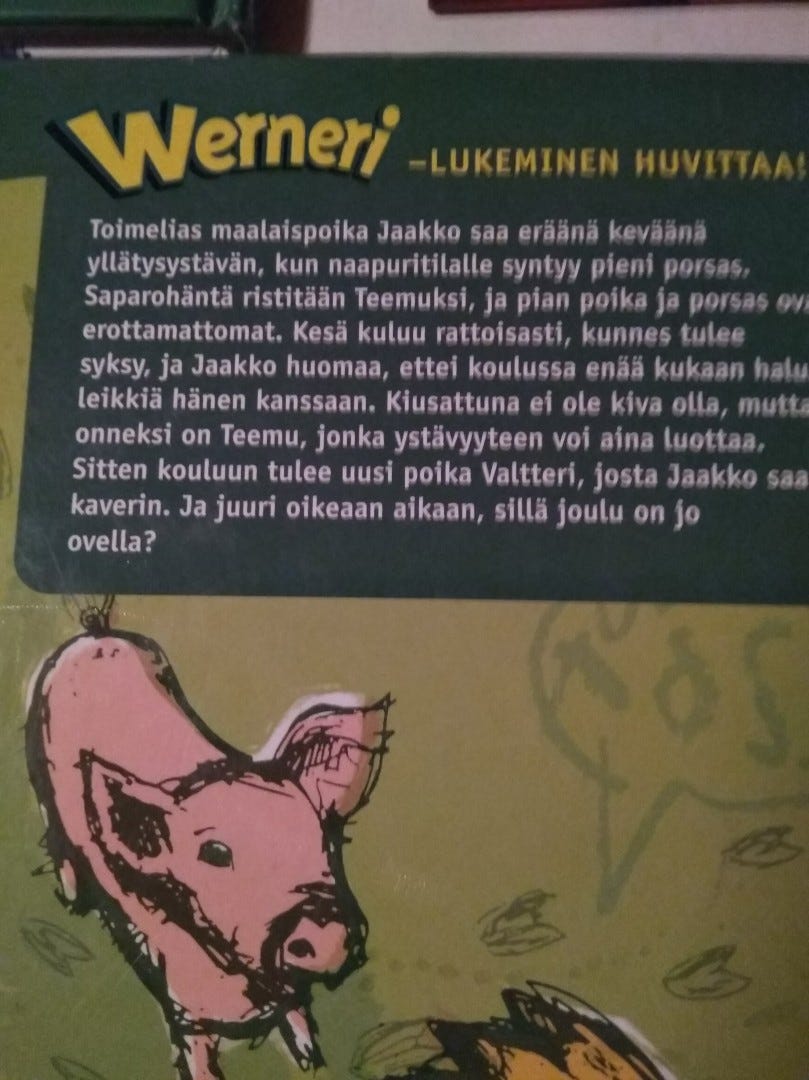 Werneri
–LUKEMINEN HUVITTAA!
Toimelias maalaispoika Jaakko saa eräänä keväänä
yllätysystävän, kun naapuritilalle syntyy pieni porsas.
Saparohäntä ristitään Teemuksi, ja pian poika ja porsas ov
erottamattomat. Kesä kuluu rattoisasti, kunnes tulee
syksy, ja Jaakko huomaa, ettei koulussa enää kukaan halu
leikkiä hänen kanssaan. Kiusattuna ei ole kiva olla, mutta
onneksi on Teemu, jonka ystävyyteen voi aina luottaa.
Sitten kouluun tulee uusi poika Valtteri, josta Jaakko saa
kaverin. Ja juuri oikeaan aikaan, sillä joulu on jo
ovella?